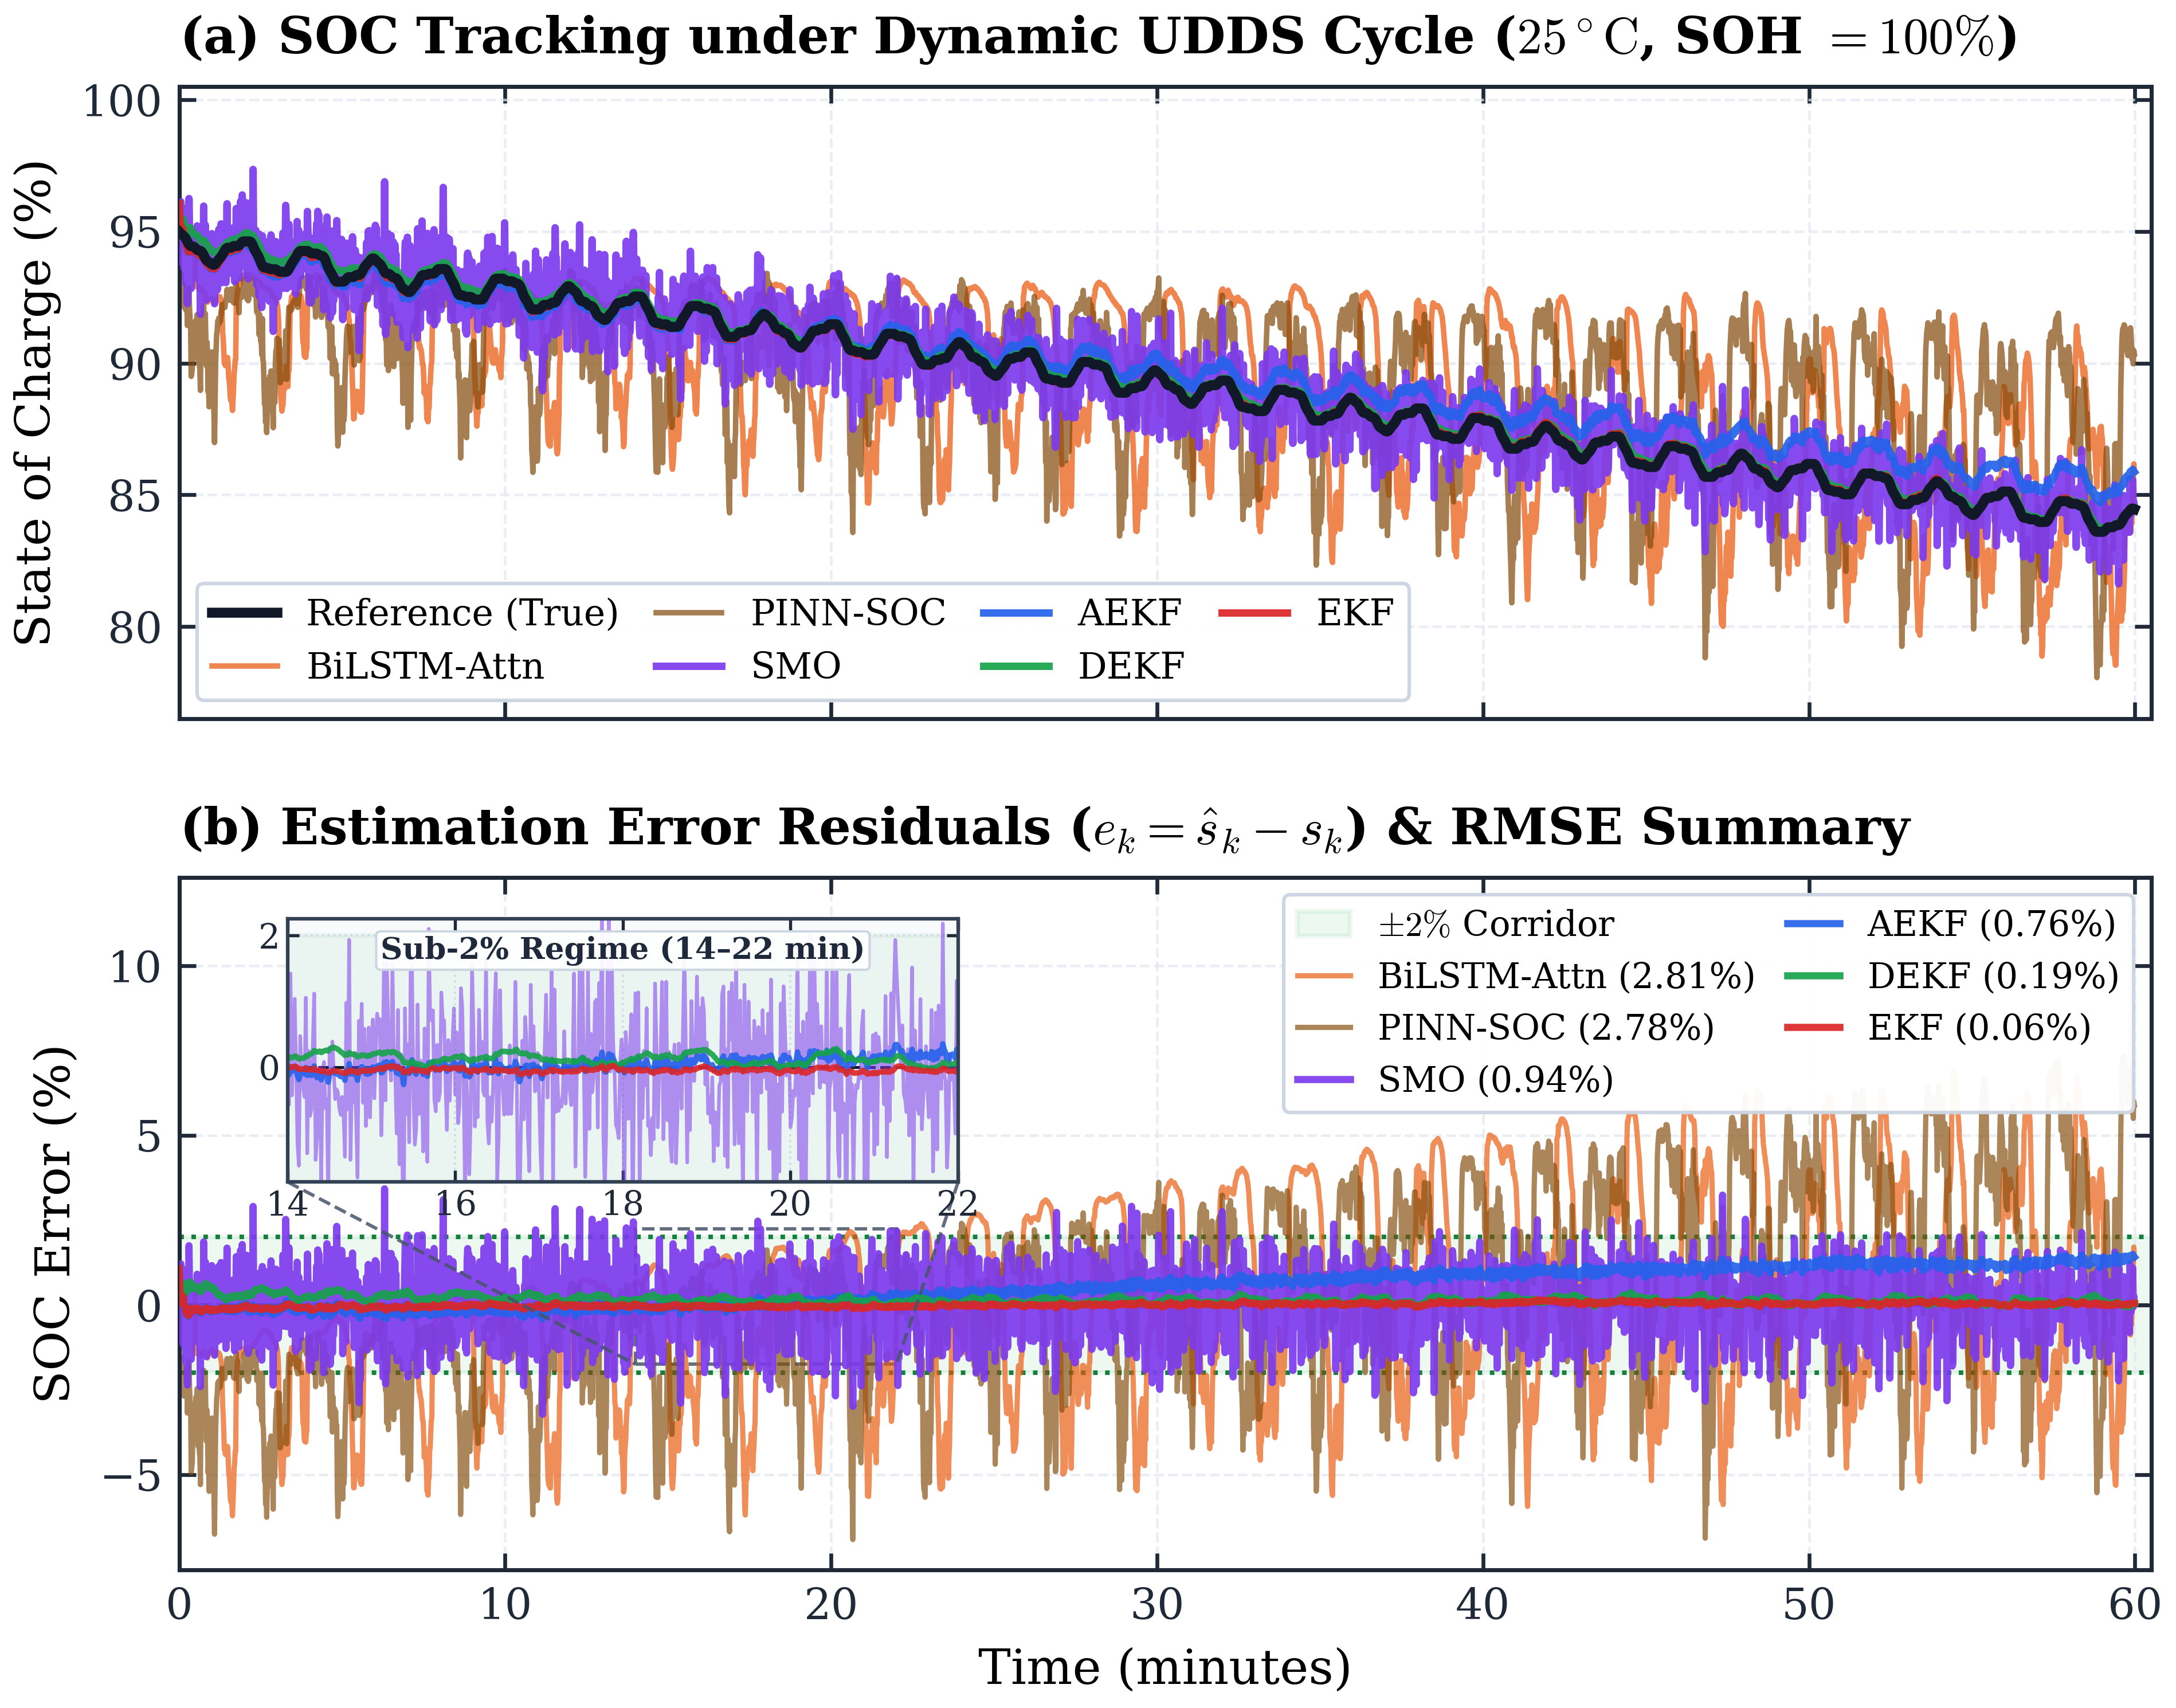 (a) SOC Tracking under Dynamic UDDS Cycle (25°C, SOH = 100%)
100
95
90
85
80
State of Charge (%)
Reference (True)
BiLSTM-Attn
PINN-SOC
SMO
AEKF
DEKF
EKF
(b) Estimation Error Residuals (e_k = ŝ_k − s_k) & RMSE Summary
10
5
0
−5
SOC Error (%)
2
0
Sub-2% Regime (14–22 min)
14 16 18 20 22
±2% Corridor
BiLSTM-Attn (2.81%)
PINN-SOC (2.78%)
SMO (0.94%)
AEKF (0.76%)
DEKF (0.19%)
EKF (0.06%)
0 10 20 30 40 50 60
Time (minutes)